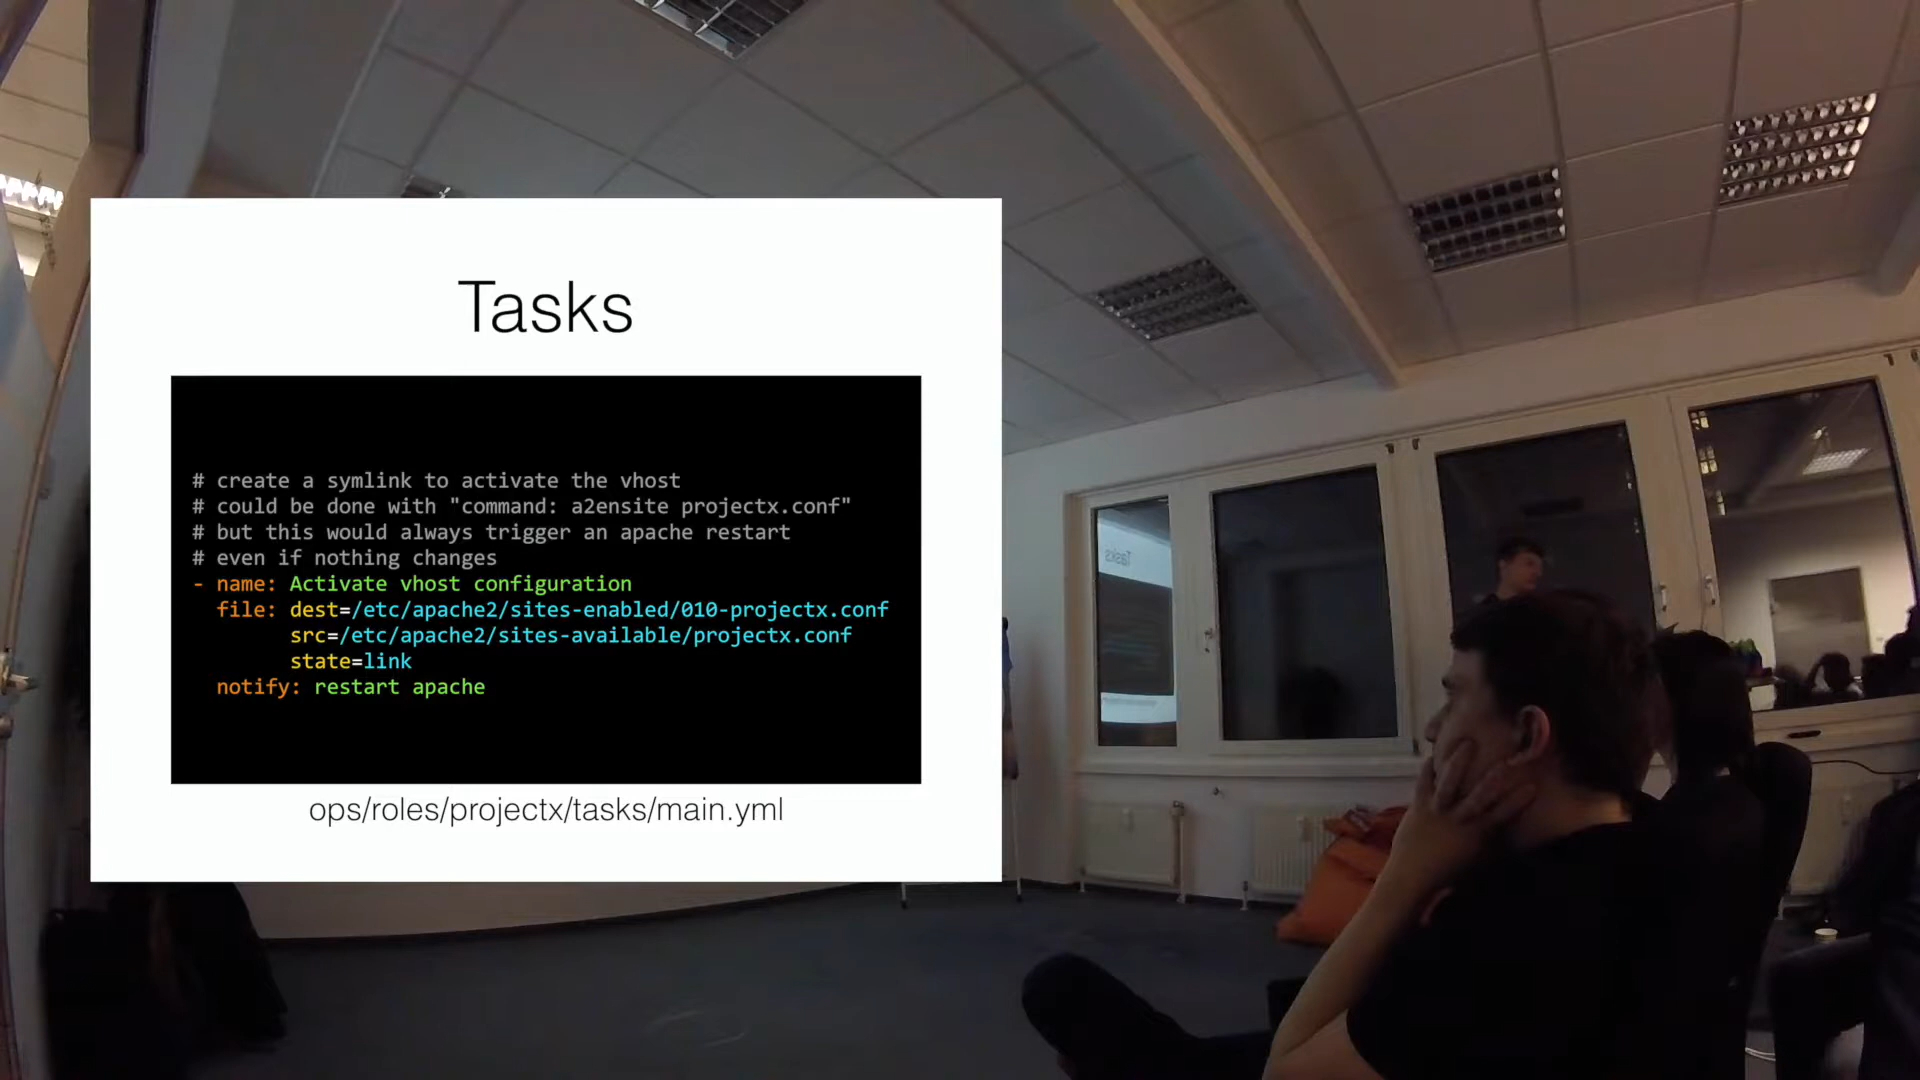 Tasks
# create a symlink to activate the vhost
# could be done with "command: a2ensite projectx.conf"
# but this would always trigger an apache restart
# even if nothing changes
- name: Activate vhost configuration
  file: dest=/etc/apache2/sites-enabled/010-projectx.conf
        src=/etc/apache2/sites-available/projectx.conf
        state=link
  notify: restart apache
ops/roles/projectx/tasks/main.yml
Tasks